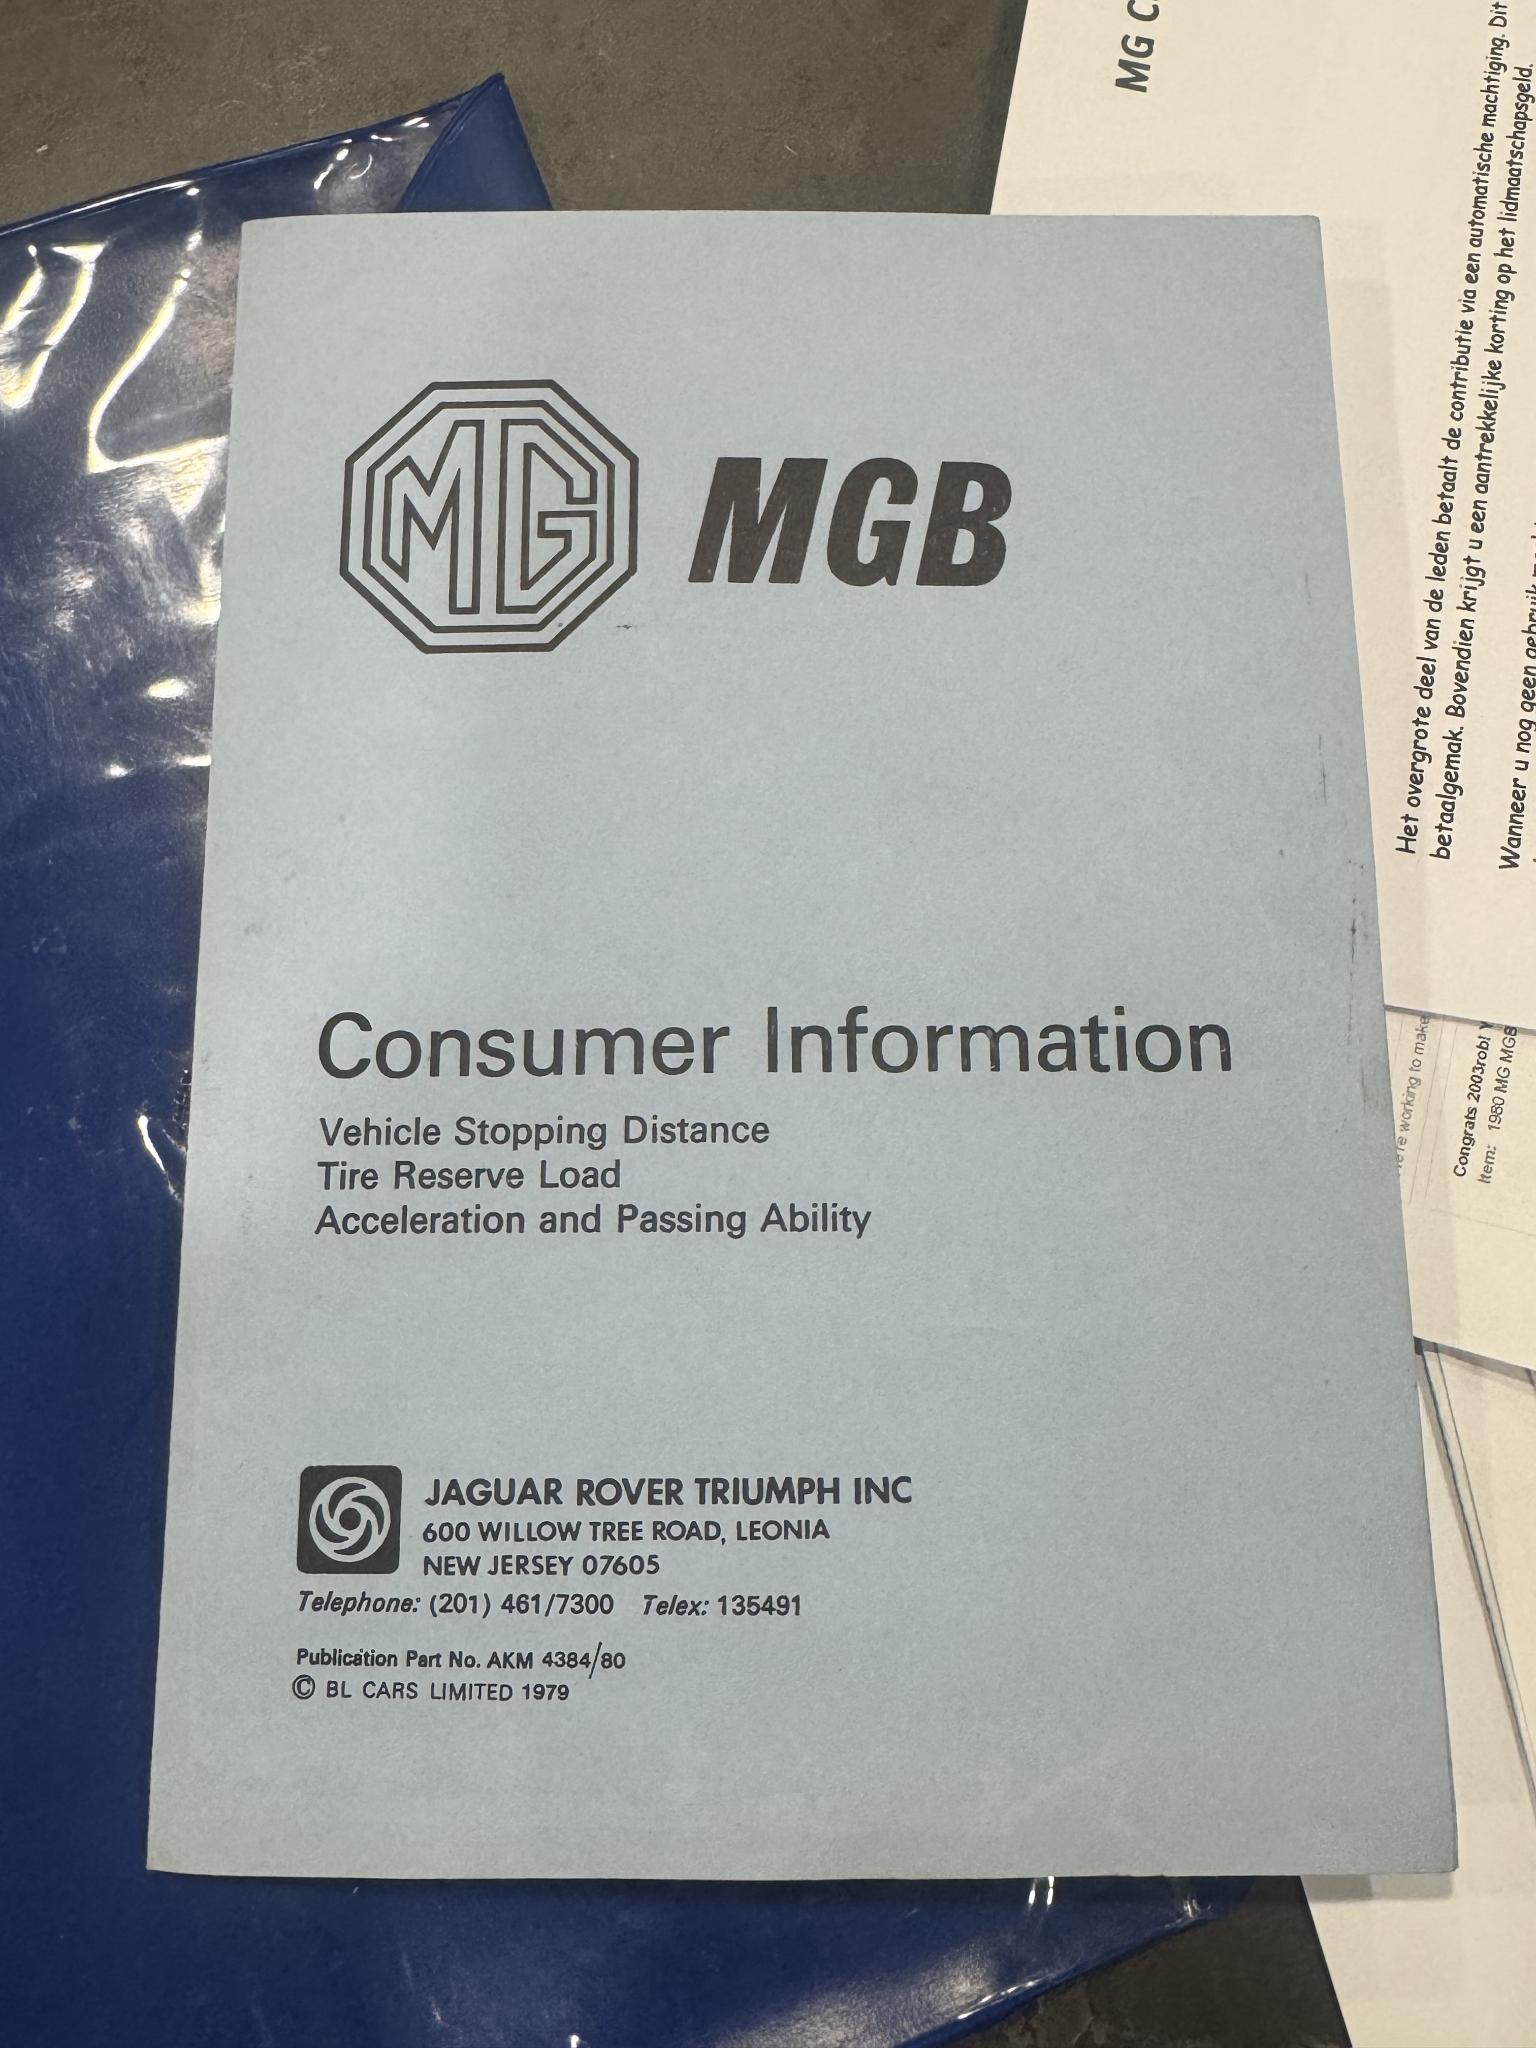 MG
MGB
Consumer Information
Vehicle Stopping Distance
Tire Reserve Load
Acceleration and Passing Ability
JAGUAR ROVER TRIUMPH INC
600 WILLOW TREE ROAD, LEONIA
NEW JERSEY 07605
Telephone: (201) 461/7300 Telex: 135491
Publication Part No. AKM 4384/80
© BL CARS LIMITED 1979
MG
Het overgrote deel van de leden betaalt de contributie via een automatische machtiging. Dit
betaalgemak. Bovendien krijgt u een aantrekkelijke korting op het lidmaatschapsgeld.
Wanneer u nog geen gebruik
working to make
Congrats 2003robl
Item: 1980 MG MGB